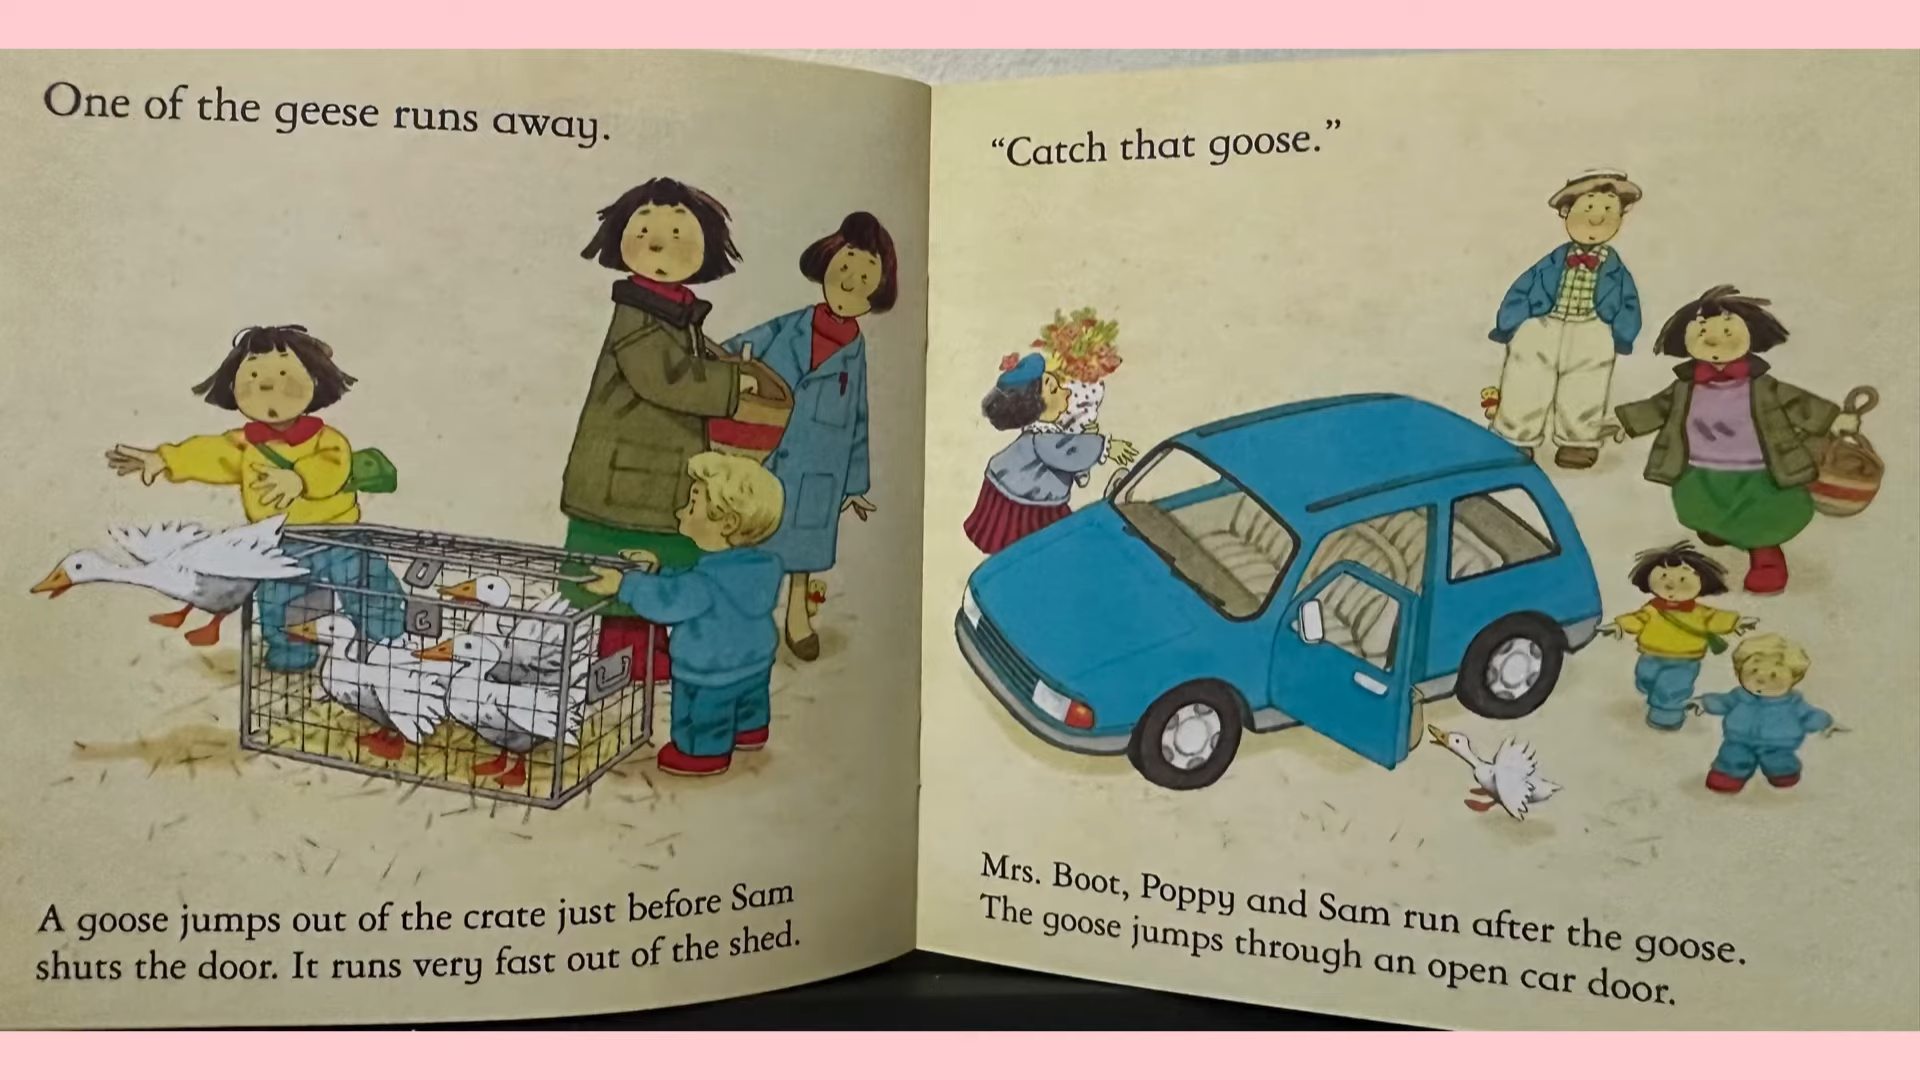 One of the geese runs away.
A goose jumps out of the crate just before Sam
shuts the door. It runs very fast out of the shed.
“Catch that goose.”
Mrs. Boot, Poppy and Sam run after the goose.
The goose jumps through an open car door.